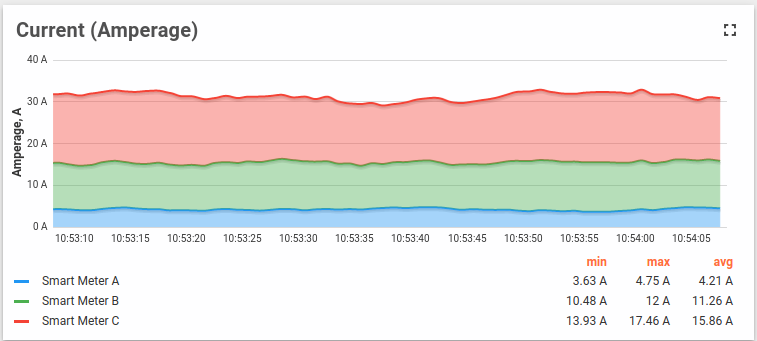 Current (Amperage)
40 A
30 A
20 A
10 A
0 A
Amperage, A
10:53:10 10:53:15 10:53:20 10:53:25 10:53:30 10:53:35 10:53:40 10:53:45 10:53:50 10:53:55 10:54:00 10:54:05
min max avg
Smart Meter A 3.63 A 4.75 A 4.21 A
Smart Meter B 10.48 A 12 A 11.26 A
Smart Meter C 13.93 A 17.46 A 15.86 A